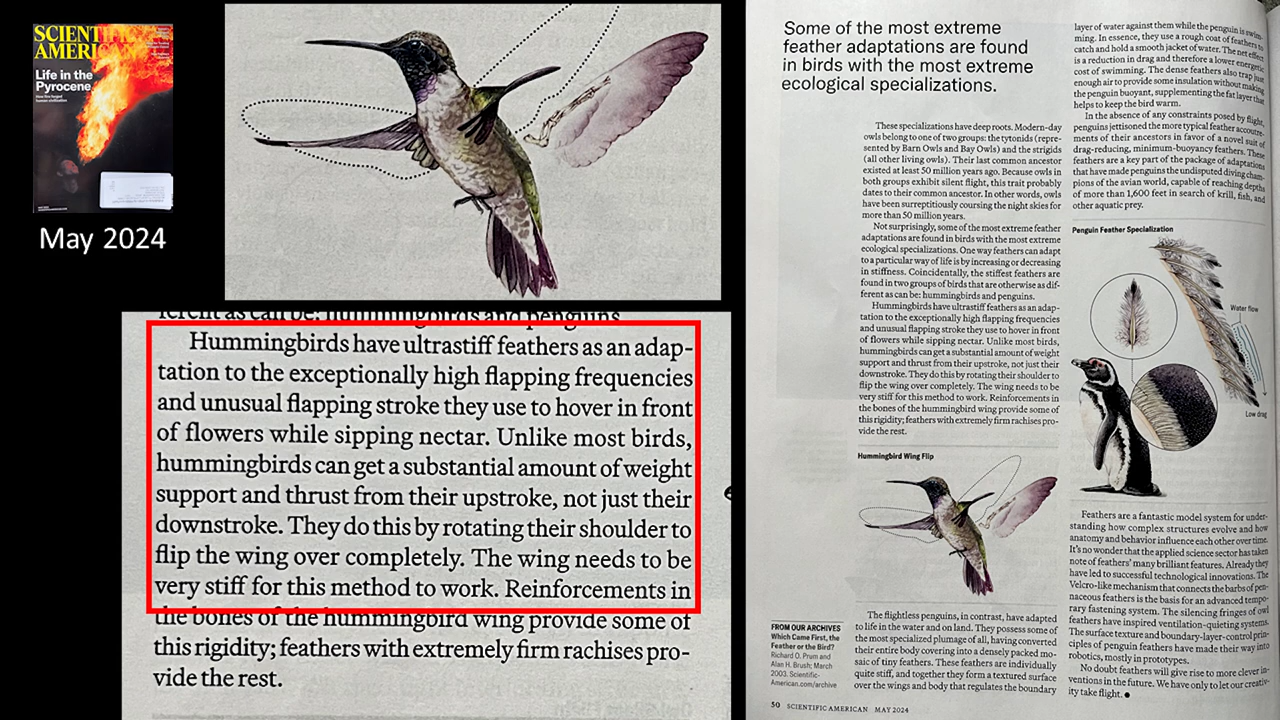 SCIENTIFIC
AMERICAN
Life in the
Pyrocene
May 2024
ferent as can be: hummingbirds and penguins.
Hummingbirds have ultrastiff feathers as an adap-
tation to the exceptionally high flapping frequencies
and unusual flapping stroke they use to hover in front
of flowers while sipping nectar. Unlike most birds,
hummingbirds can get a substantial amount of weight
support and thrust from their upstroke, not just their
downstroke. They do this by rotating their shoulder to
flip the wing over completely. The wing needs to be
very stiff for this method to work. Reinforcements in
the bones of the hummingbird wing provide some of
this rigidity; feathers with extremely firm rachises pro-
vide the rest.
Some of the most extreme
feather adaptations are found
in birds with the most extreme
ecological specializations.
These specializations have deep roots. Modern-day
owls belong to one of two groups: the tytonids (repre-
sented by Barn Owls and Bay Owls) and the strigids
(all other living owls). Their last common ancestor
existed at least 50 million years ago. Because owls in
both groups exhibit silent flight, this trait probably
dates to their common ancestor. In other words, owls
have been surreptitiously coursing the night skies for
more than 50 million years.
Not surprisingly, some of the most extreme feather
adaptations are found in birds with the most extreme
ecological specializations. One way feathers can adapt
to a particular way of life is by increasing or decreasing
in stiffness. Coincidentally, the stiffest feathers are
found in two groups of birds that are otherwise as dif-
ferent as can be: hummingbirds and penguins.
Hummingbirds have ultrastiff feathers as an adap-
tation to the exceptionally high flapping frequencies
and unusual flapping stroke they use to hover in front
of flowers while sipping nectar. Unlike most birds,
hummingbirds can get a substantial amount of weight
support and thrust from their upstroke, not just their
downstroke. They do this by rotating their shoulder to
flip the wing over completely. The wing needs to be
very stiff for this method to work. Reinforcements in
the bones of the hummingbird wing provide some of
this rigidity; feathers with extremely firm rachises pro-
vide the rest.
Hummingbird Wing Flip
The flightless penguins, in contrast, have adapted
to life in the water and on land. They possess some of
the most specialized plumage of all, having converted
their entire body covering into a densely packed mo-
saic of tiny feathers. These feathers are individually
quite stiff, and together they form a textured surface
over the wings and body that regulates the boundary
FROM OUR ARCHIVES
Which Came First, the
Feather or the Bird?
Richard O. Prum and
Alan H. Brush; March
2003. Scientific-
American.com/archive
layer of water against them while the penguin is swim-
ming. In essence, they use a rough coat of feathers to
catch and hold a smooth jacket of water. The net effect
is a reduction in drag and therefore a lower energetic
cost of swimming. The dense feathers also trap just
enough air to provide some insulation without making
the penguin buoyant, supplementing the fat layer that
helps to keep the bird warm.
In the absence of any constraints posed by flight,
penguins jettisoned the more typical feather accoutre-
ments of their ancestors in favor of a novel suit of
drag-reducing, minimum-buoyancy feathers. These
feathers are a key part of the package of adaptations
that have made penguins the undisputed diving cham-
pions of the avian world, capable of reaching depths
of more than 1,600 feet in search of krill, fish, and
other aquatic prey.
Penguin Feather Specialization
Water flow
Low drag
Feathers are a fantastic model system for under-
standing how complex structures evolve and how
anatomy and behavior influence each other over time.
It's no wonder that the applied science sector has taken
note of feathers' many brilliant features. Already they
have led to successful technological innovations. The
Velcro-like mechanism that connects the barbs of pen-
naceous feathers is the basis for an advanced tempo-
rary fastening system. The silencing fringes of owl
feathers have inspired ventilation-quieting systems.
The surface texture and boundary-layer-control prin-
ciples of penguin feathers have made their way into
robotics, mostly in prototypes.
No doubt feathers will give rise to more clever in-
ventions in the future. We have only to let our creativ-
ity take flight.
50 SCIENTIFIC AMERICAN MAY 2024